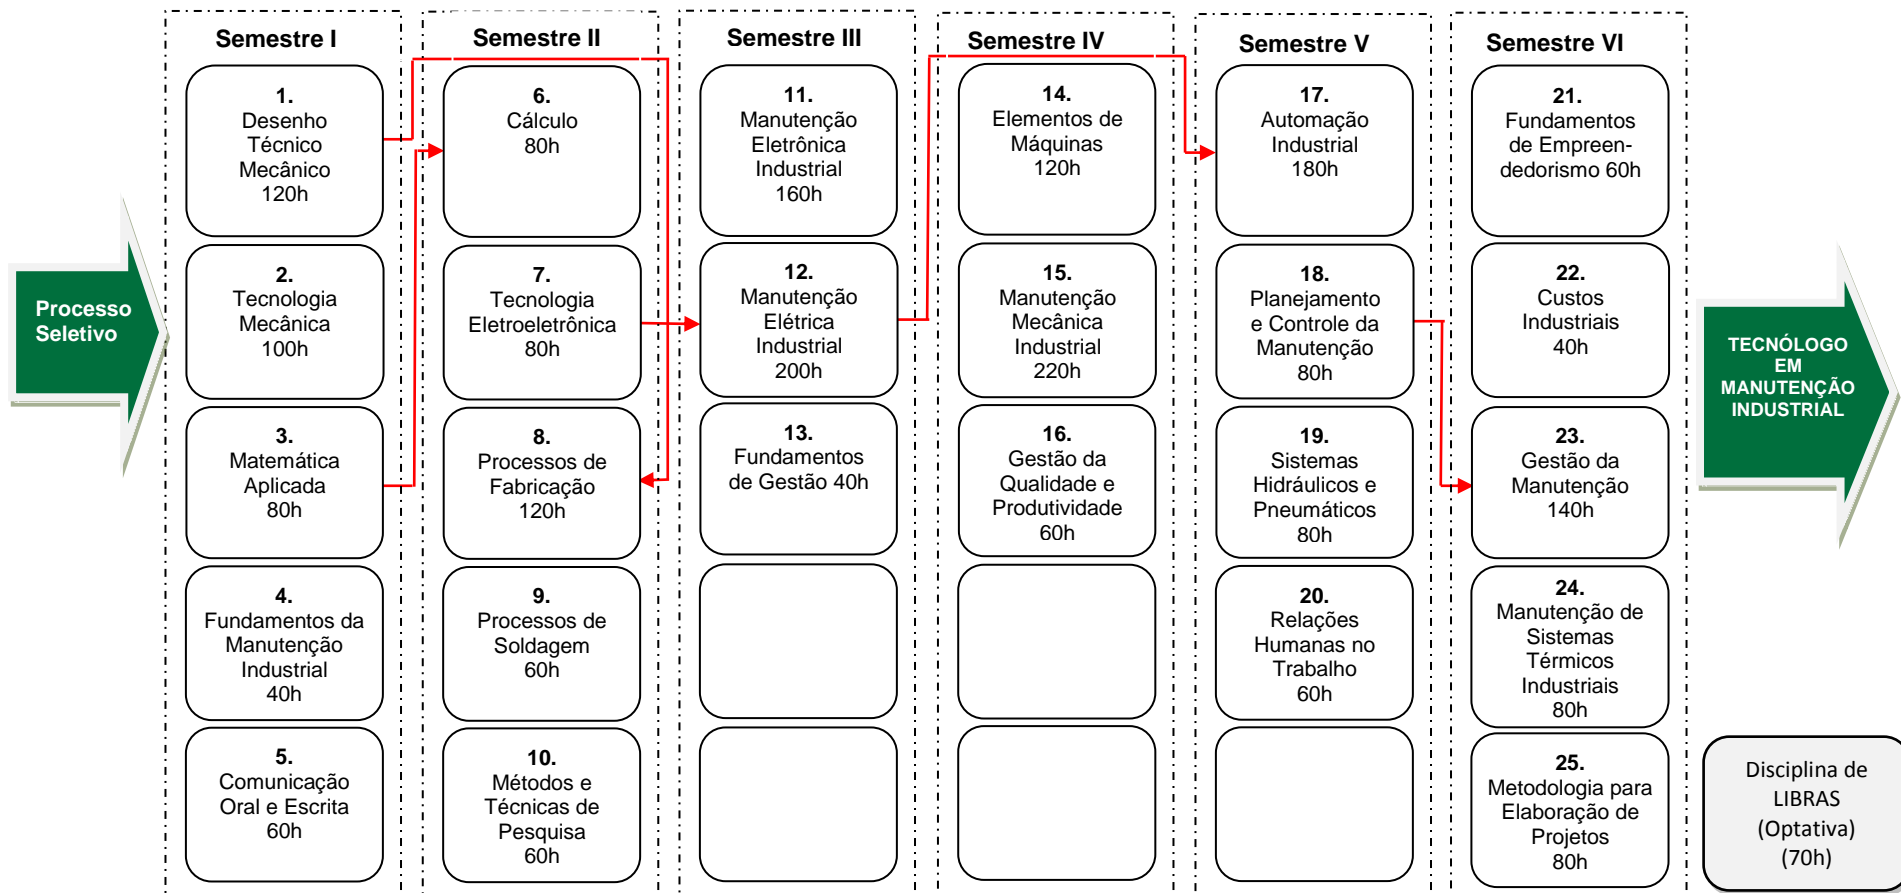 Processo
Seletivo
Semestre I
1.
Desenho
Técnico
Mecânico
120h
2.
Tecnologia
Mecânica
100h
3.
Matemática
Aplicada
80h
4.
Fundamentos da
Manutenção
Industrial
40h
5.
Comunicação
Oral e Escrita
60h
Semestre II
6.
Cálculo
80h
7.
Tecnologia
Eletroeletrônica
80h
8.
Processos de
Fabricação
120h
9.
Processos de
Soldagem
60h
10.
Métodos e
Técnicas de
Pesquisa
60h
Semestre III
11.
Manutenção
Eletrônica
Industrial
160h
12.
Manutenção
Elétrica
Industrial
200h
13.
Fundamentos
de Gestão 40h
Semestre IV
14.
Elementos de
Máquinas
120h
15.
Manutenção
Mecânica
Industrial
220h
16.
Gestão da
Qualidade e
Produtividade
60h
Semestre V
17.
Automação
Industrial
180h
18.
Planejamento
e Controle da
Manutenção
80h
19.
Sistemas
Hidráulicos e
Pneumáticos
80h
20.
Relações
Humanas no
Trabalho
60h
Semestre VI
21.
Fundamentos
de Empreen-
dedorismo 60h
22.
Custos
Industriais
40h
23.
Gestão da
Manutenção
140h
24.
Manutenção de
Sistemas
Térmicos
Industriais
80h
25.
Metodologia para
Elaboração de
Projetos
80h
TECNÓLOGO
EM
MANUTENÇÃO
INDUSTRIAL
Disciplina de
LIBRAS
(Optativa)
(70h)